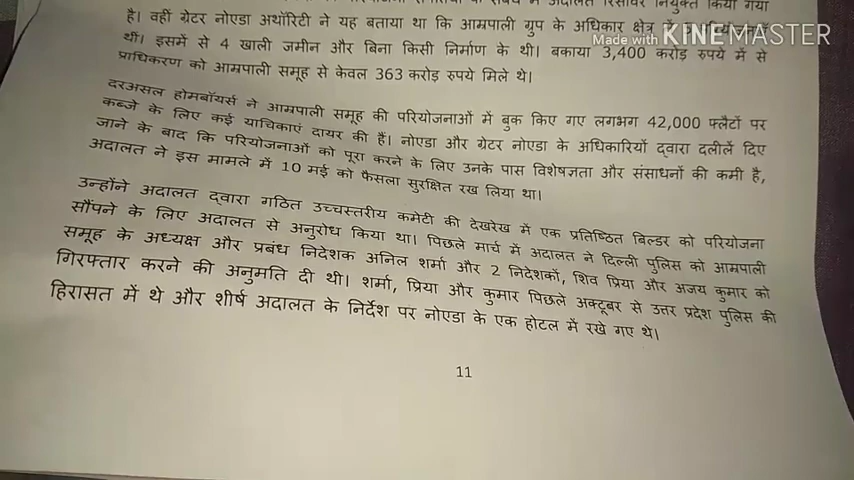 अदालत रिसीवर नियुक्त किया गया
है। वहीं ग्रेटर नोएडा अथॉरिटी ने यह बताया था कि आम्रपाली ग्रुप के अधिकार क्षेत्र में
Made with KINEMASTER
थीं। इसमें से 4 खाली जमीन और बिना किसी निर्माण के थी। बकाया 3,400 करोड़ रुपये में से
प्राधिकरण को आम्रपाली समूह से केवल 363 करोड़ रुपये मिले थे।
दरअसल होमबॉयर्स ने आम्रपाली समूह की परियोजनाओं में बुक किए गए लगभग 42,000 फ्लैटों पर
कब्जे के लिए कई याचिकाएं दायर की हैं। नोएडा और ग्रेटर नोएडा के अधिकारियों द्वारा दलीलें दिए
जाने के बाद कि परियोजनाओं को पूरा करने के लिए उनके पास विशेषज्ञता और संसाधनों की कमी है,
अदालत ने इस मामले में 10 मई को फैसला सुरक्षित रख लिया था।
उन्होंने अदालत द्वारा गठित उच्चस्तरीय कमेटी की देखरेख में एक प्रतिष्ठित बिल्डर को परियोजना
सौंपने के लिए अदालत से अनुरोध किया था। पिछले मार्च में अदालत ने दिल्ली पुलिस को आम्रपाली
समूह के अध्यक्ष और प्रबंध निदेशक अनिल शर्मा और 2 निदेशकों, शिव प्रिया और अजय कुमार को
गिरफ्तार करने की अनुमति दी थी। शर्मा, प्रिया और कुमार पिछले अक्टूबर से उत्तर प्रदेश पुलिस की
हिरासत में थे और शीर्ष अदालत के निर्देश पर नोएडा के एक होटल में रखे गए थे।
11